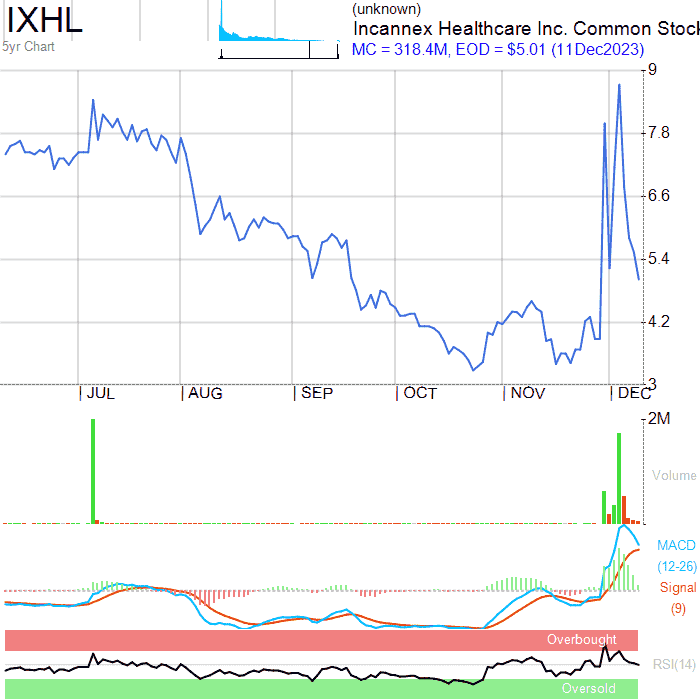 IXHL
5yr Chart
(unknown)
Incannex Healthcare Inc. Common Stock
MC = 318.4M, EOD = $5.01 (11Dec2023)
9
7.8
6.6
5.4
4.2
3
JUL AUG SEP OCT NOV DEC
2M
Volume
MACD
(12-26)
Signal
(9)
Overbought
RSI(14)
Oversold